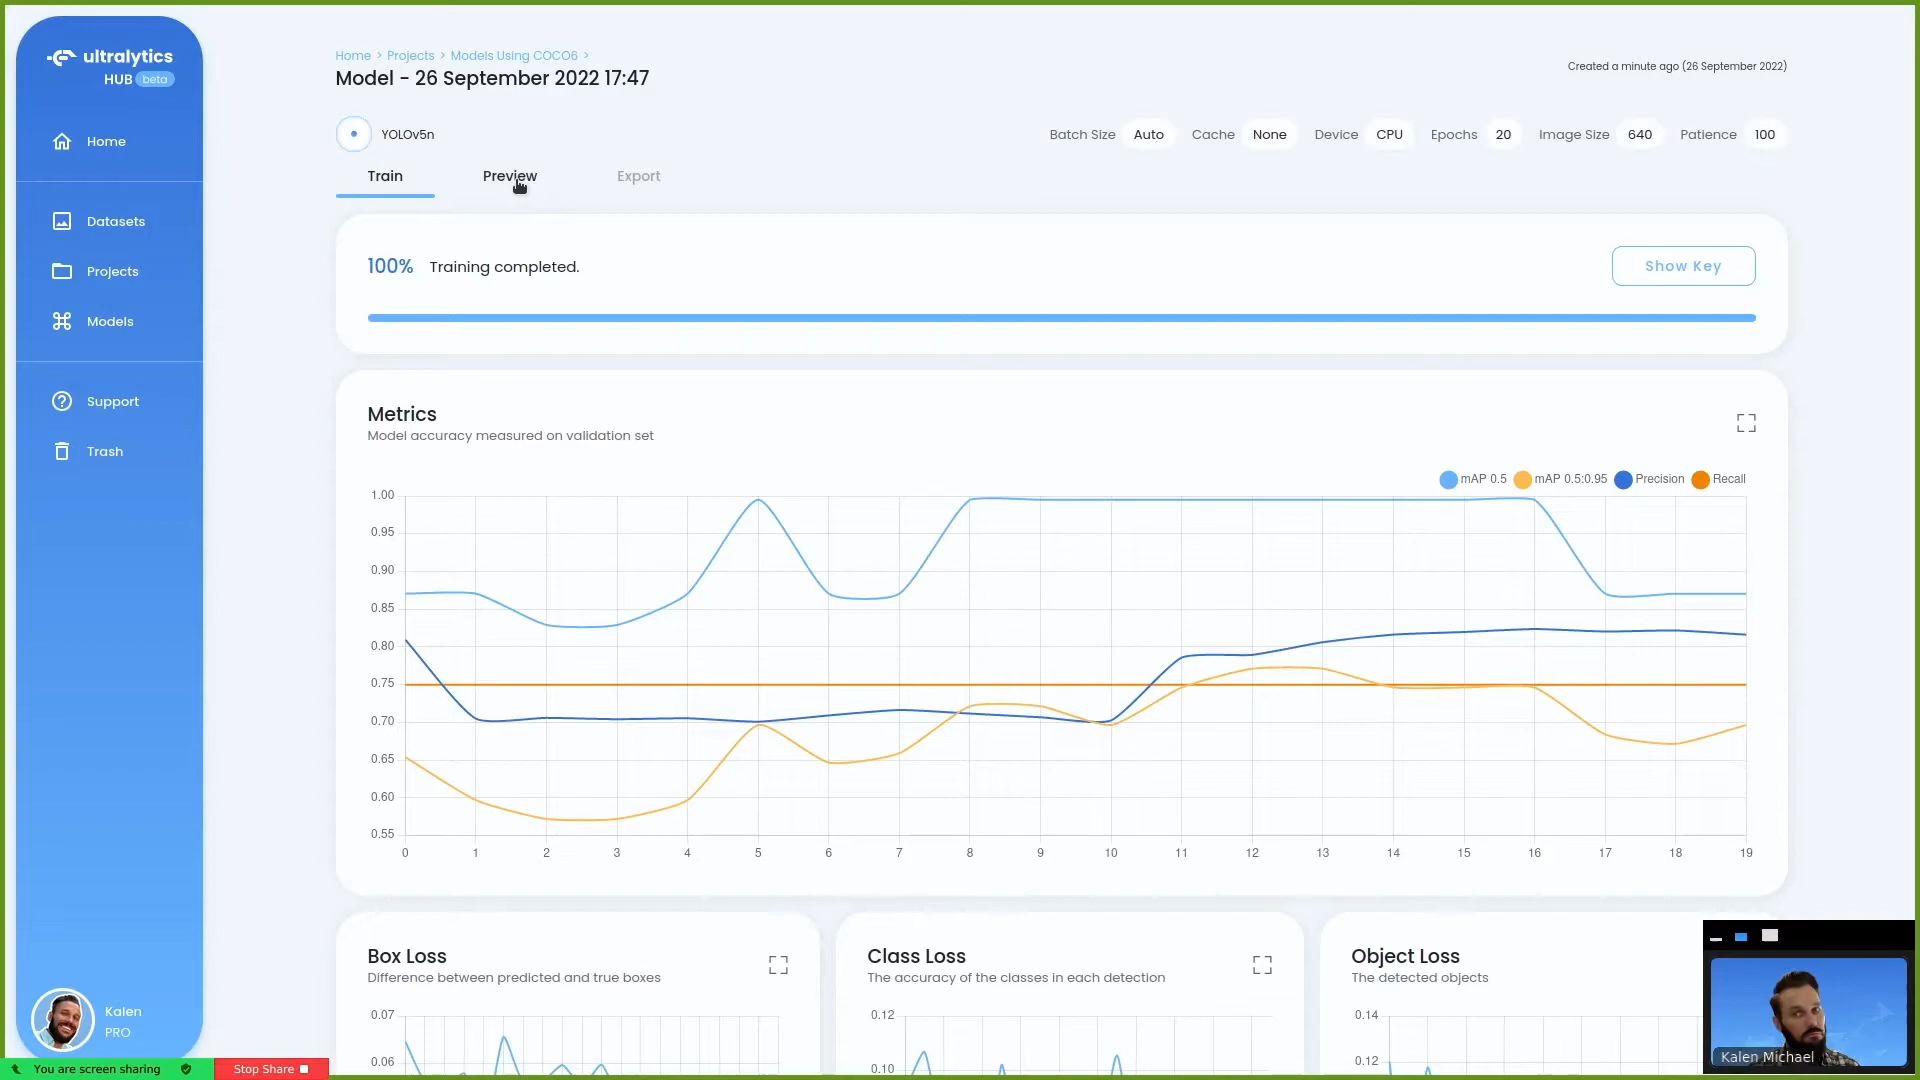 ultralytics
HUB beta
Home
Datasets
Projects
Models
Support
Trash
Kalen
PRO
You are screen sharing
Stop Share
Home > Projects > Models Using COCO6 >
Model - 26 September 2022 17:47
Created a minute ago (26 September 2022)
YOLOv5n
Batch Size Auto Cache None Device CPU Epochs 20 Image Size 640 Patience 100
Train Preview Export
100% Training completed.
Show Key
Metrics
Model accuracy measured on validation set
mAP 0.5 mAP 0.5:0.95 Precision Recall
1.00
0.95
0.90
0.85
0.80
0.75
0.70
0.65
0.60
0.55
0 1 2 3 4 5 6 7 8 9 10 11 12 13 14 15 16 17 18 19
Box Loss
Difference between predicted and true boxes
0.07
0.06
Class Loss
The accuracy of the classes in each detection
0.12
0.10
Object Loss
The detected objects
0.14
0.12
Kalen Michael